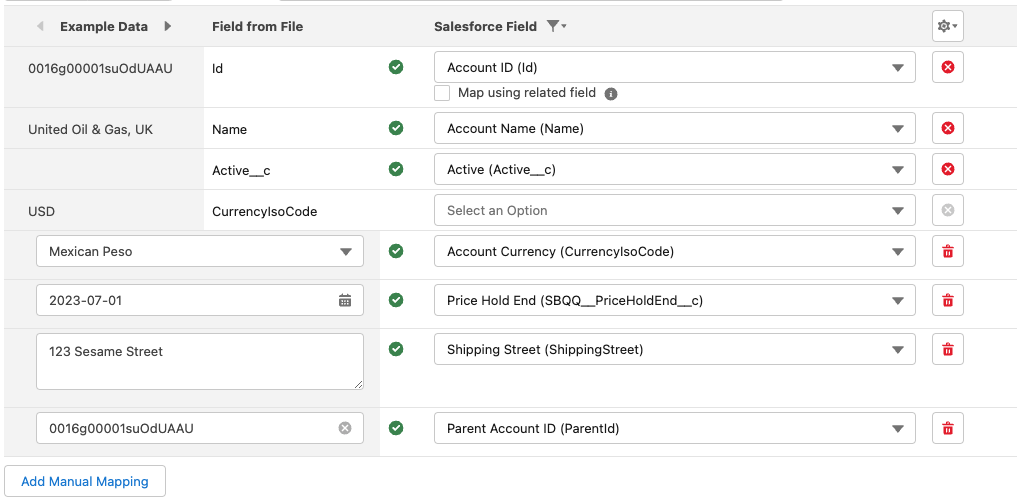 Example Data Field from File Salesforce Field
0016g00001suOdUAAU Id Account ID (Id)
Map using related field
United Oil & Gas, UK Name Account Name (Name)
Active__c Active (Active__c)
USD CurrencyIsoCode Select an Option
Mexican Peso Account Currency (CurrencyIsoCode)
2023-07-01 Price Hold End (SBQQ__PriceHoldEnd__c)
123 Sesame Street Shipping Street (ShippingStreet)
0016g00001suOdUAAU Parent Account ID (ParentId)
Add Manual Mapping